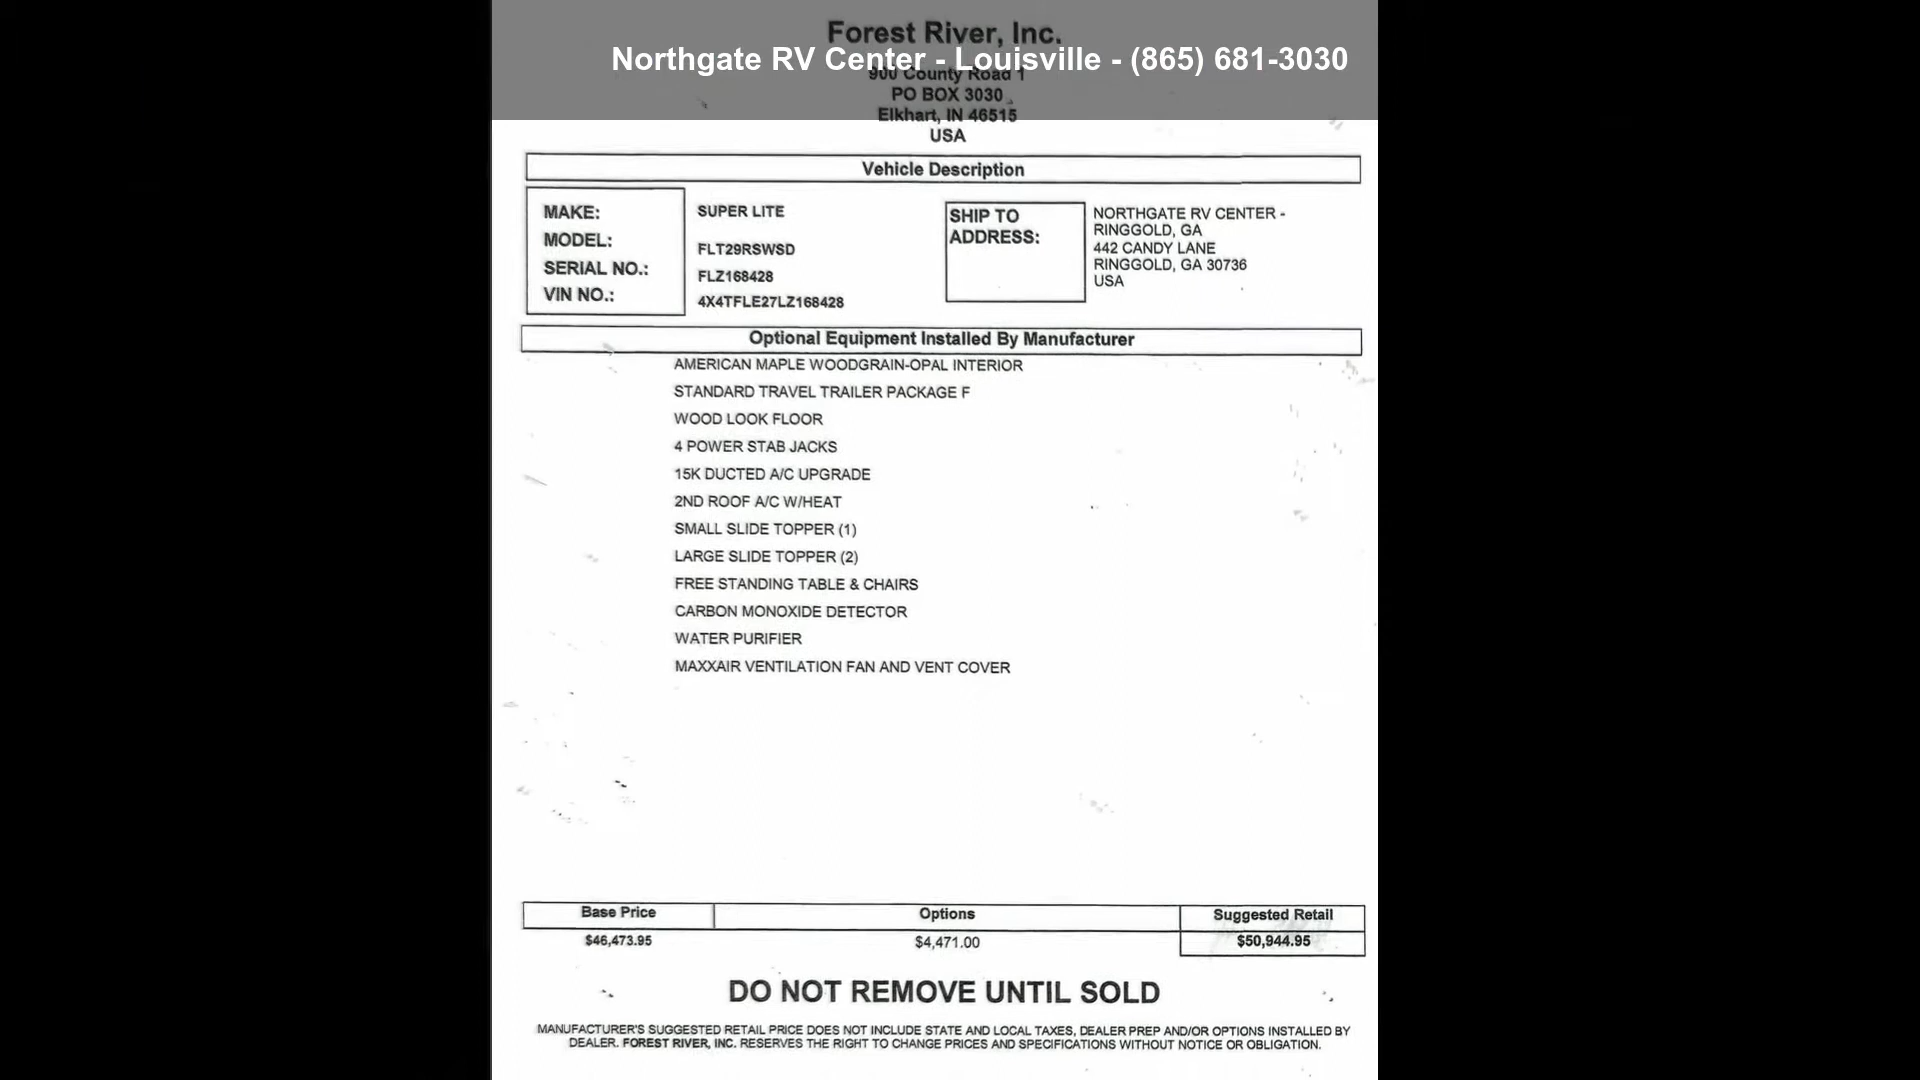 Forest River, Inc.
Northgate RV Center - Louisville - (865) 681-3030
900 County Road 1
PO BOX 3030
Elkhart, IN 46515
USA
Vehicle Description
MAKE: SUPER LITE
MODEL: FLT29RSWSD
SERIAL NO.: FLZ168428
VIN NO.: 4X4TFLE27LZ168428
SHIP TO
ADDRESS:
NORTHGATE RV CENTER -
RINGGOLD, GA
442 CANDY LANE
RINGGOLD, GA 30736
USA
Optional Equipment Installed By Manufacturer
AMERICAN MAPLE WOODGRAIN-OPAL INTERIOR
STANDARD TRAVEL TRAILER PACKAGE F
WOOD LOOK FLOOR
4 POWER STAB JACKS
15K DUCTED A/C UPGRADE
2ND ROOF A/C W/HEAT
SMALL SLIDE TOPPER (1)
LARGE SLIDE TOPPER (2)
FREE STANDING TABLE & CHAIRS
CARBON MONOXIDE DETECTOR
WATER PURIFIER
MAXXAIR VENTILATION FAN AND VENT COVER
Base Price Options Suggested Retail
$46,473.95 $4,471.00 $50,944.95
DO NOT REMOVE UNTIL SOLD
MANUFACTURER'S SUGGESTED RETAIL PRICE DOES NOT INCLUDE STATE AND LOCAL TAXES, DEALER PREP AND/OR OPTIONS INSTALLED BY
DEALER. FOREST RIVER, INC. RESERVES THE RIGHT TO CHANGE PRICES AND SPECIFICATIONS WITHOUT NOTICE OR OBLIGATION.